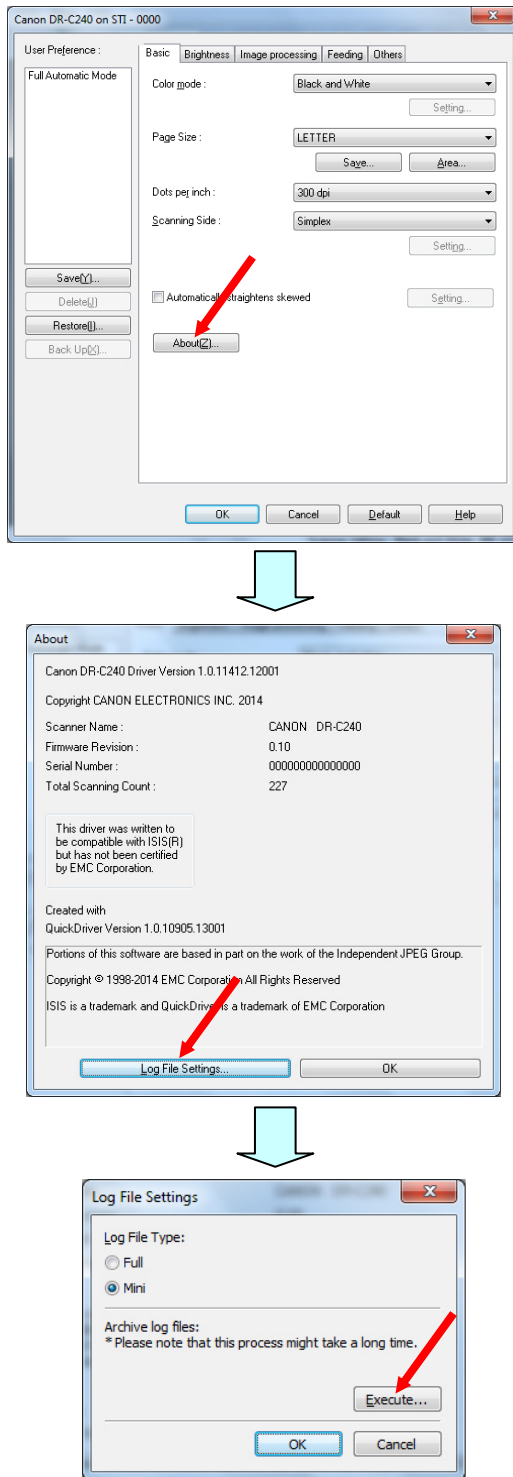 Canon DR-C240 on STI - 0000
User Preference :
Full Automatic Mode
Save(Y)...
Delete(J)
Restore(I)...
Back Up(X)...
Basic Brightness Image processing Feeding Others
Color mode : Black and White
Setting...
Page Size : LETTER
Save... Area...
Dots per inch : 300 dpi
Scanning Side : Simplex
Setting...
Automatically straightens skewed Setting...
About(Z)...
OK Cancel Default Help
About
Canon DR-C240 Driver Version 1.0.11412.12001
Copyright CANON ELECTRONICS INC. 2014
Scanner Name : CANON DR-C240
Firmware Revision : 0.10
Serial Number : 000000000000000
Total Scanning Count : 227
This driver was written to
be compatible with ISIS(R)
but has not been certified
by EMC Corporation.
Created with
QuickDriver Version 1.0.10905.13001
Portions of this software are based in part on the work of the Independent JPEG Group.
Copyright © 1998-2014 EMC Corporation All Rights Reserved
ISIS is a trademark and QuickDriver is a trademark of EMC Corporation
Log File Settings... OK
Log File Settings
Log File Type:
Full
Mini
Archive log files:
* Please note that this process might take a long time.
Execute...
OK Cancel